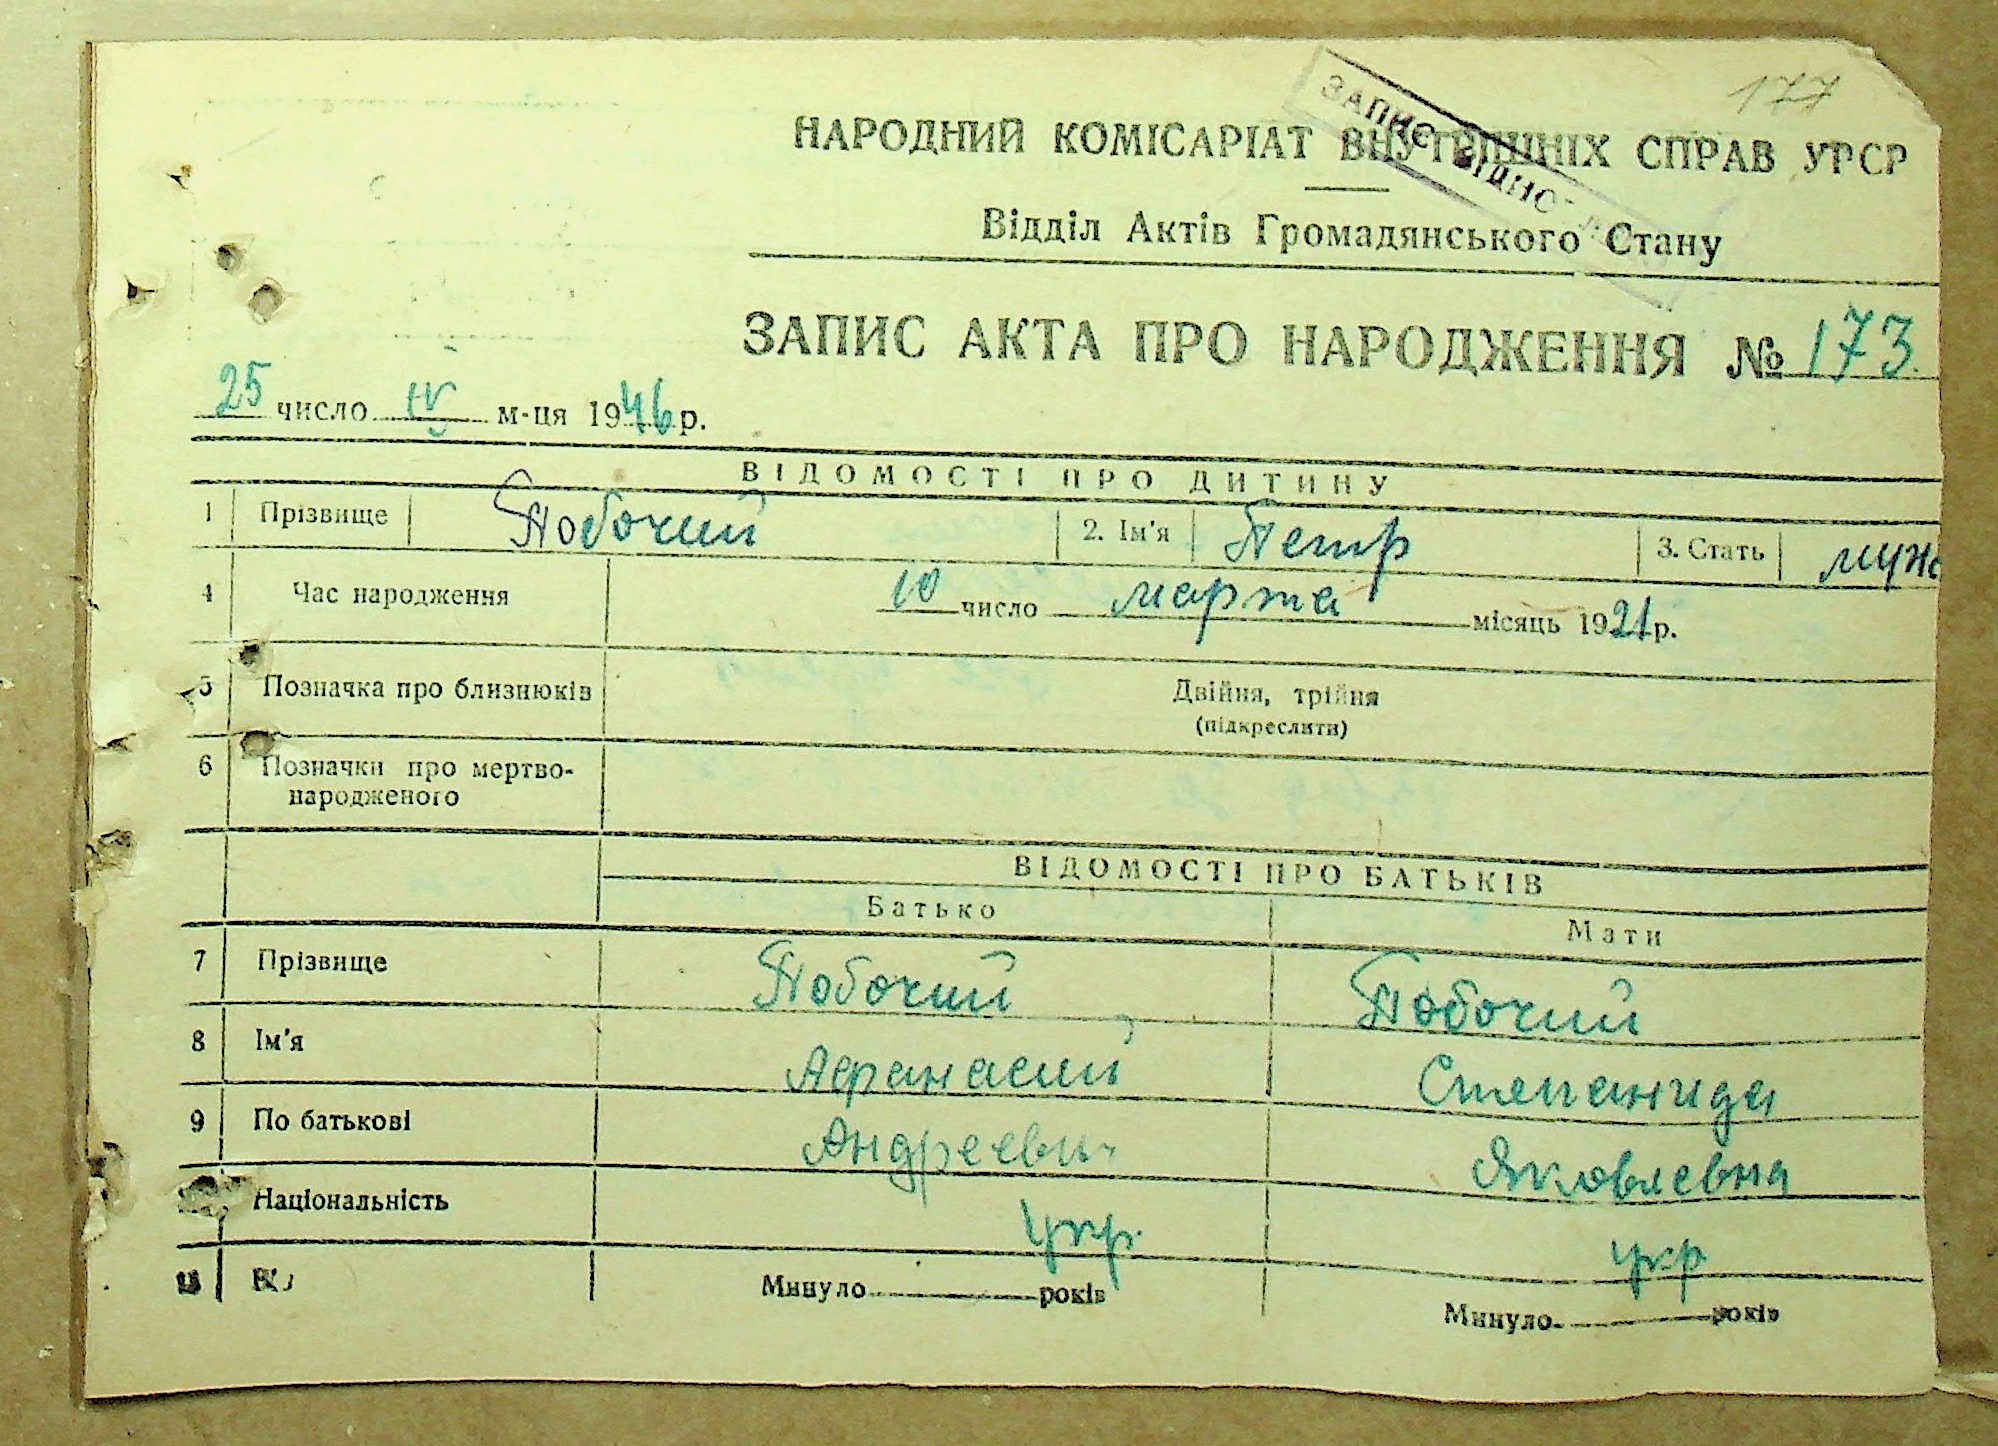 177
ЗАПИС ВІДНО
НАРОДНИЙ КОМІСАРІАТ ВНУТРІШНІХ СПРАВ УРСР
Відділ Актів Громадянського Стану
ЗАПИС АКТА ПРО НАРОДЖЕННЯ № 173.
25 число IV м-ця 1946 р.
ВІДОМОСТІ ПРО ДИТИНУ
1 Прізвище Побочий 2. Ім'я Петр 3. Стать муж
4 Час народження 10 число марта місяць 1921 р.
5 Позначка про близнюків Двійня, трійня
(підкреслити)
6 Позначки про мертво-
народженого
ВІДОМОСТІ ПРО БАТЬКІВ
Батько Мати
7 Прізвище Побочий Побочий
8 Ім'я Афанасий Степанида
9 По батькові Андреевич Яковлевна
Національність укр. укр
Минуло років Минуло років